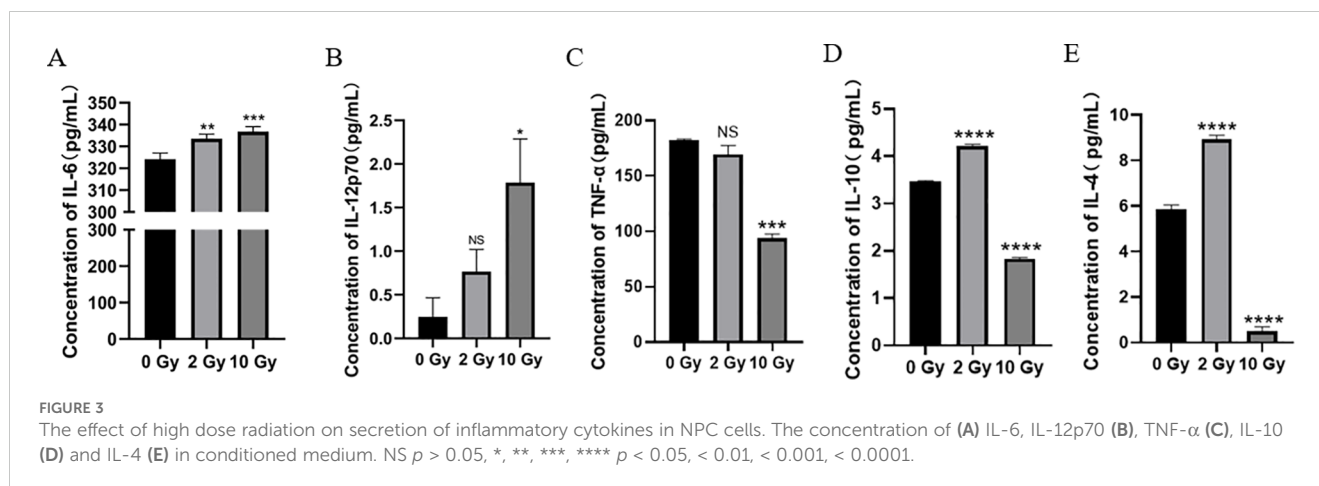 A
Concentration of IL-6(pg/mL)
350
340
330
320
310
300
300
200
100
0
**
***
0 Gy 2 Gy 10 Gy
B
Concentration of IL-12p70(pg/mL)
2.5
2.0
1.5
1.0
0.5
0.0
NS
*
0 Gy 2 Gy 10 Gy
C
Concentration of TNF-α(pg/mL)
200
150
100
50
0
NS
***
0 Gy 2 Gy 10 Gy
D
Concentration of IL-10( pg/mL)
5
4
3
2
1
0
****
****
0 Gy 2 Gy 10 Gy
E
Concentration of IL-4( pg/mL)
10
8
6
4
2
0
****
****
0 Gy 2 Gy 10 Gy
FIGURE 3
The effect of high dose radiation on secretion of inflammatory cytokines in NPC cells. The concentration of (A) IL-6, IL-12p70 (B), TNF-α (C), IL-10
(D) and IL-4 (E) in conditioned medium. NS p > 0.05, *, **, ***, **** p < 0.05, < 0.01, < 0.001, < 0.0001.